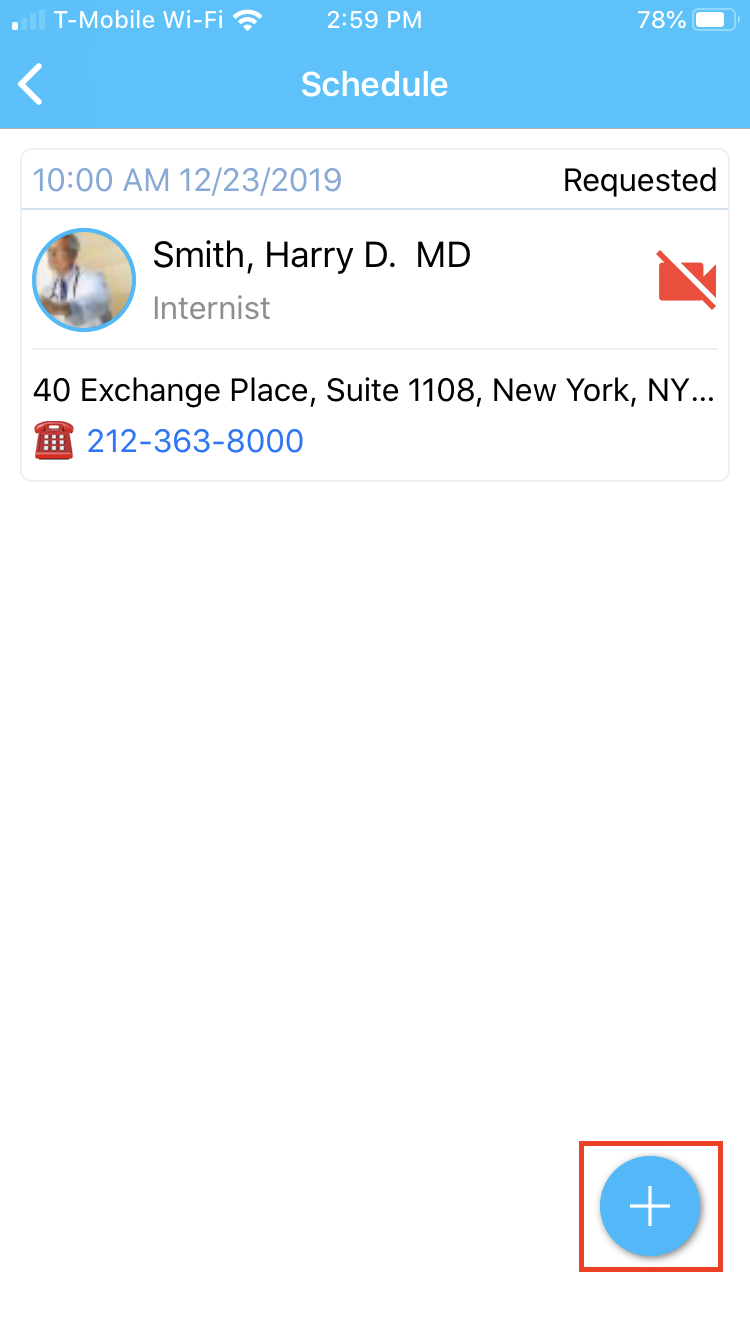 T-Mobile Wi-Fi 2:59 PM 78%
Schedule
10:00 AM 12/23/2019 Requested
Smith, Harry D.  MD
Internist
40 Exchange Place, Suite 1108, New York, NY...
212-363-8000